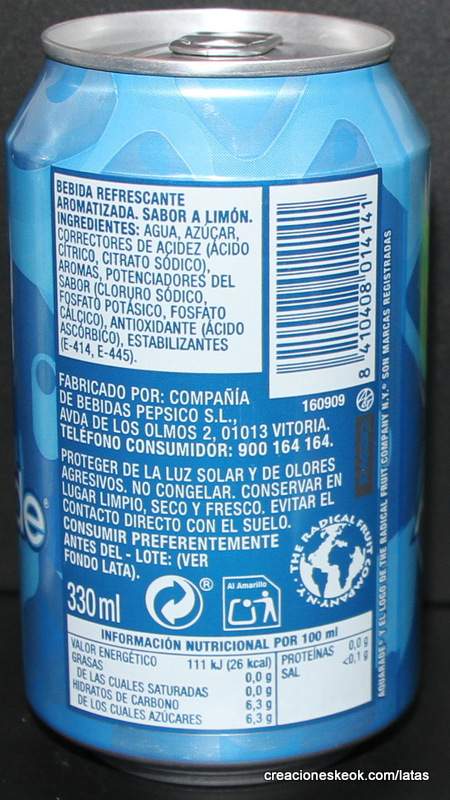 BEBIDA REFRESCANTE
AROMATIZADA. SABOR A LIMÓN.
INGREDIENTES: AGUA, AZÚCAR,
CORRECTORES DE ACIDEZ (ÁCIDO
CÍTRICO, CITRATO SÓDICO),
AROMAS, POTENCIADORES DEL
SABOR (CLORURO SÓDICO,
FOSFATO POTÁSICO, FOSFATO
CÁLCICO), ANTIOXIDANTE (ÁCIDO
ASCÓRBICO), ESTABILIZANTES
(E-414, E-445).
8 410408 014141
FABRICADO POR: COMPAÑÍA
DE BEBIDAS PEPSICO S.L.,
AVDA DE LOS OLMOS 2, 01013 VITORIA.
TELÉFONO CONSUMIDOR: 900 164 164.
160909
PROTEGER DE LA LUZ SOLAR Y DE OLORES
AGRESIVOS. NO CONGELAR. CONSERVAR EN
LUGAR LIMPIO, SECO Y FRESCO. EVITAR EL
CONTACTO DIRECTO CON EL SUELO.
CONSUMIR PREFERENTEMENTE
ANTES DEL - LOTE: (VER
FONDO LATA).
THE RADICAL FRUIT COMPANY N.Y.
de®
330 ml
®
Al Amarillo
INFORMACIÓN NUTRICIONAL POR 100 ml
VALOR ENERGÉTICO 111 kJ (26 kcal)
GRASAS 0,0 g
DE LAS CUALES SATURADAS 0,0 g
HIDRATOS DE CARBONO 6,3 g
DE LOS CUALES AZÚCARES 6,3 g
PROTEÍNAS 0,0 g
SAL <0,1 g
AQUARADE® Y EL LOGO DE THE RADICAL FRUIT COMPANY N.Y.® SON MARCAS REGISTRADAS
creacioneskeok.com/latas